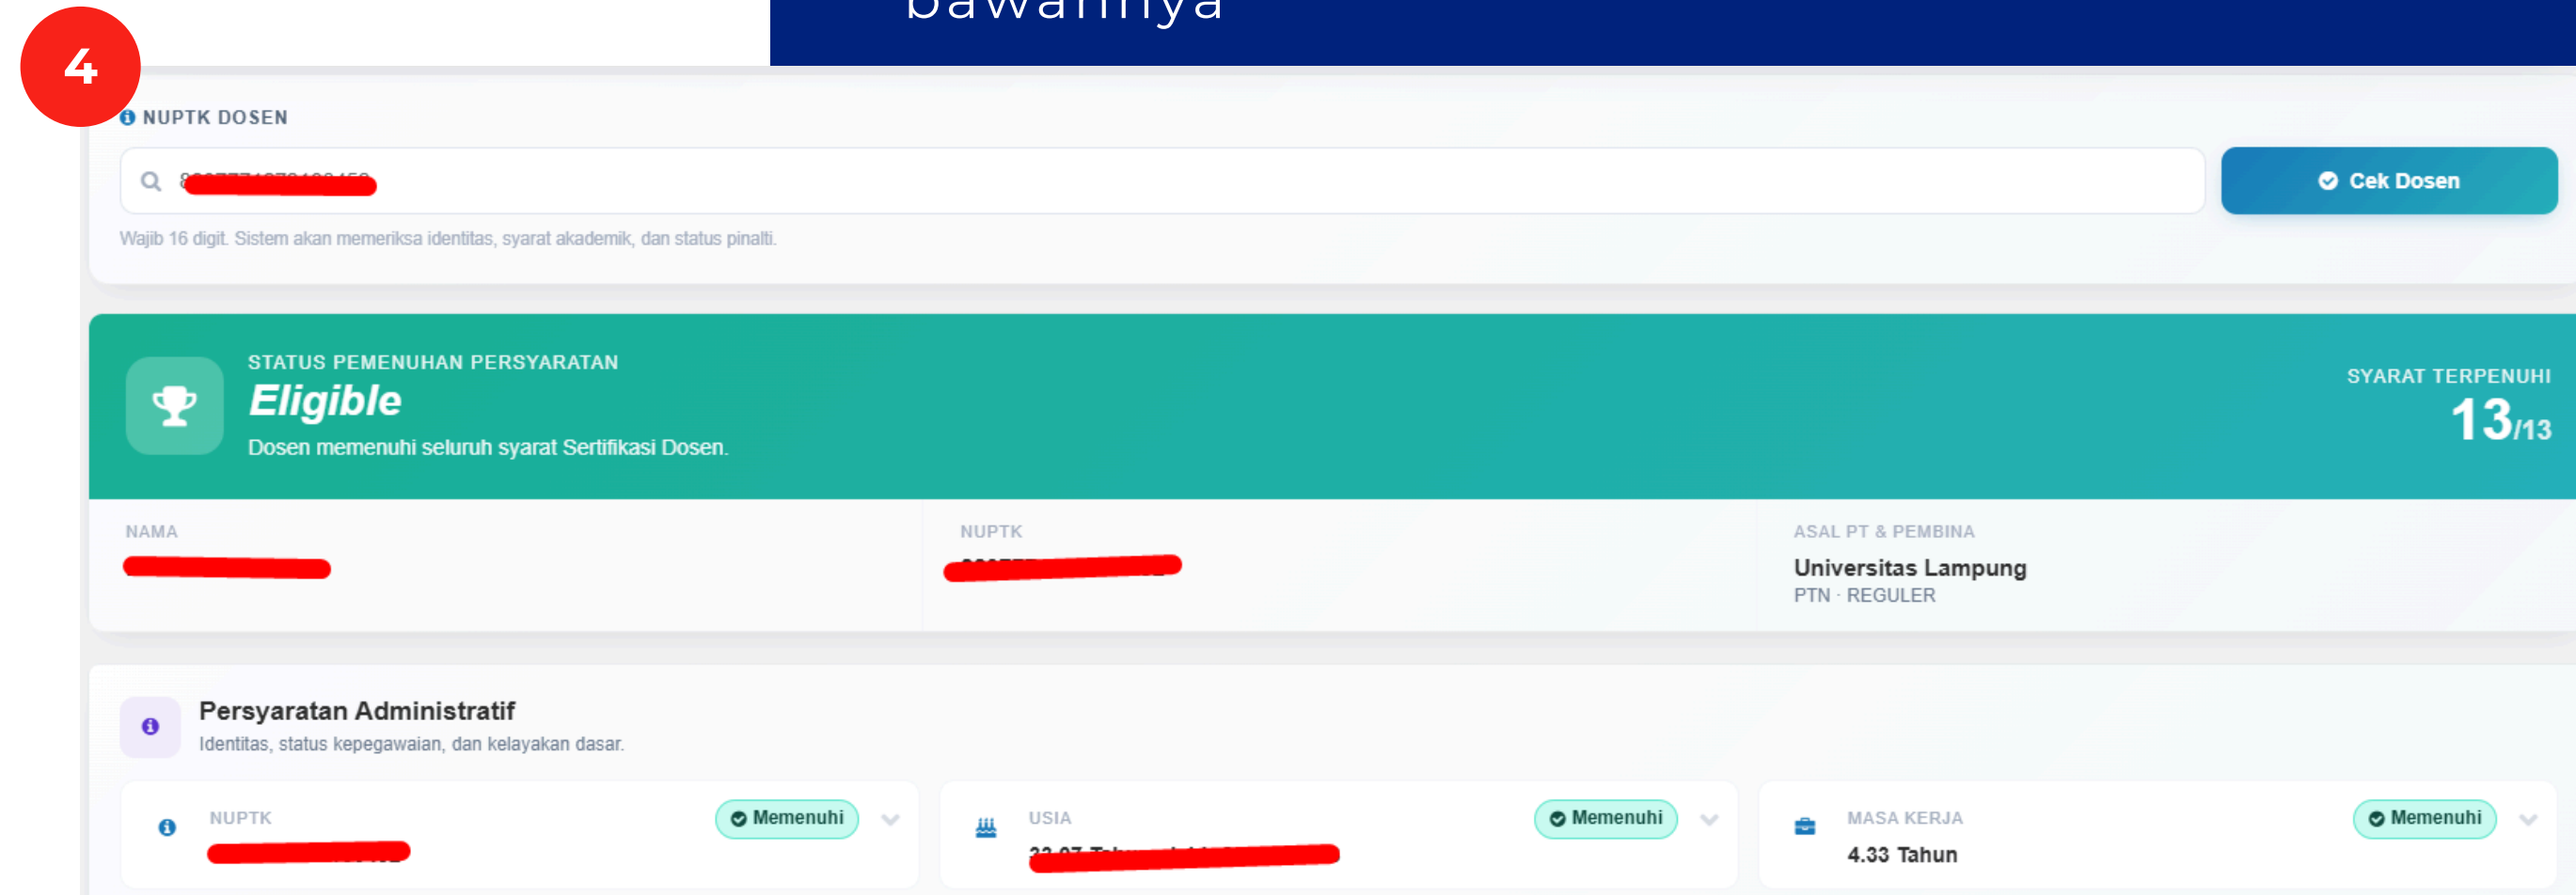 bawahnya
4
NUPTK DOSEN
Cek Dosen
Wajib 16 digit. Sistem akan memeriksa identitas, syarat akademik, dan status pinalti.
STATUS PEMENUHAN PERSYARATAN
Eligible
Dosen memenuhi seluruh syarat Sertifikasi Dosen.
SYARAT TERPENUHI
13/13
NAMA
NUPTK
ASAL PT & PEMBINA
Universitas Lampung
PTN · REGULER
Persyaratan Administratif
Identitas, status kepegawaian, dan kelayakan dasar.
NUPTK
Memenuhi
USIA
Memenuhi
MASA KERJA
Memenuhi
4.33 Tahun